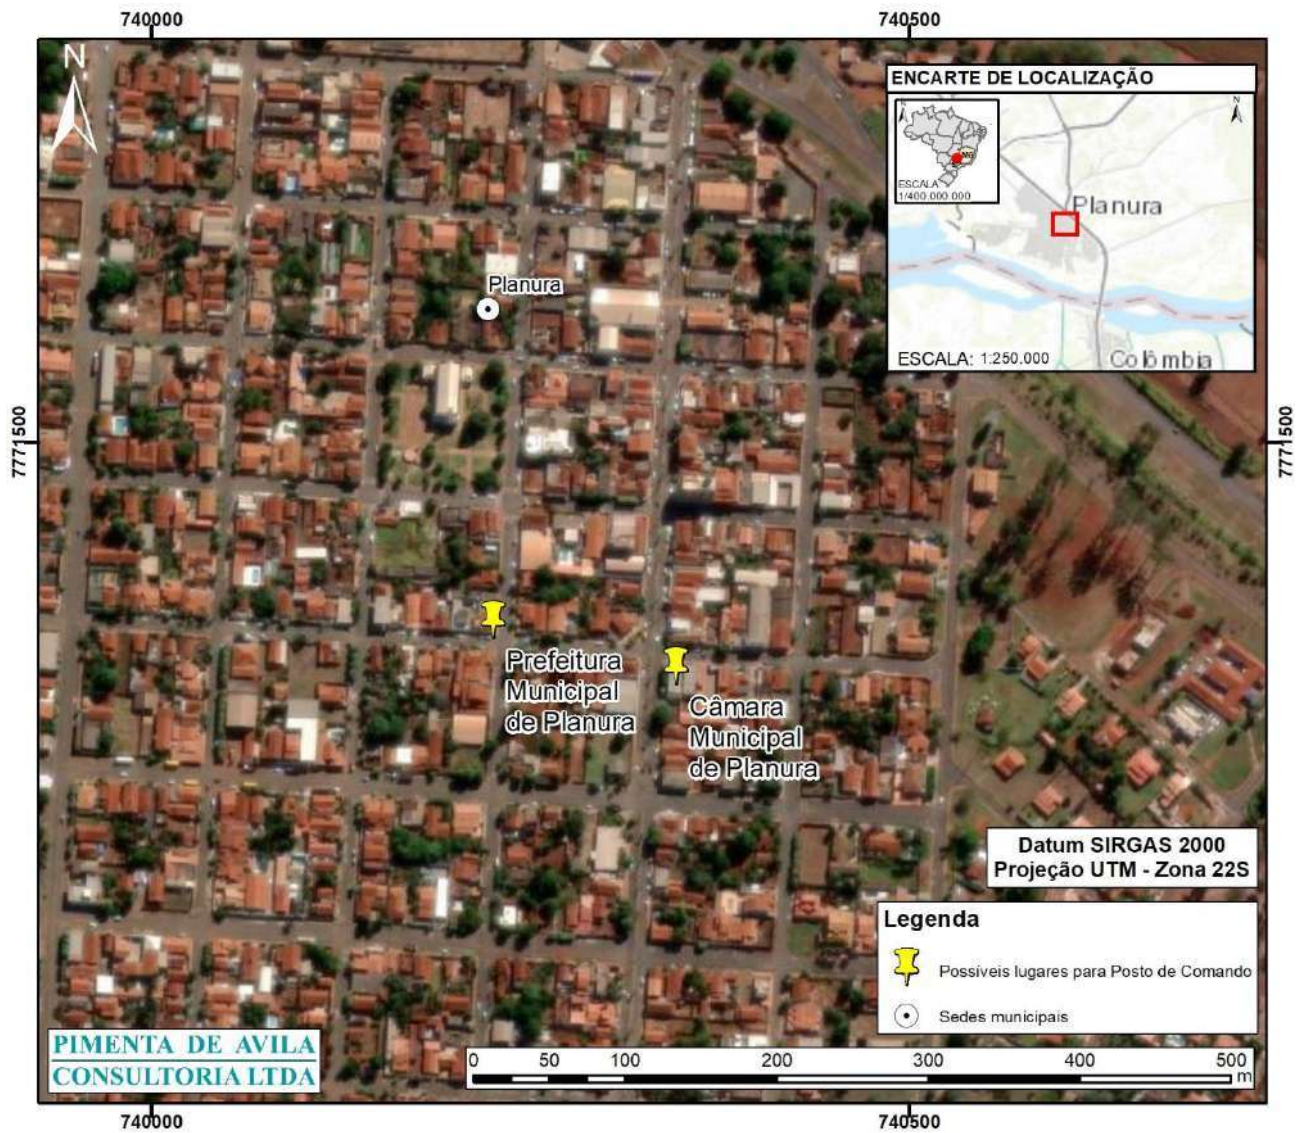 740000
740500
N
ENCARTE DE LOCALIZAÇÃO
N
N
MG
ESCALA
1/400.000.000
Planura
Colômbia
ESCALA: 1:250.000
Planura
7771500
7771500
Prefeitura
Municipal
de Planura
Câmara
Municipal
de Planura
Datum SIRGAS 2000
Projeção UTM - Zona 22S
Legenda
Possíveis lugares para Posto de Comando
Sedes municipais
PIMENTA DE AVILA
CONSULTORIA LTDA
0 50 100 200 300 400 500
m
740000
740500